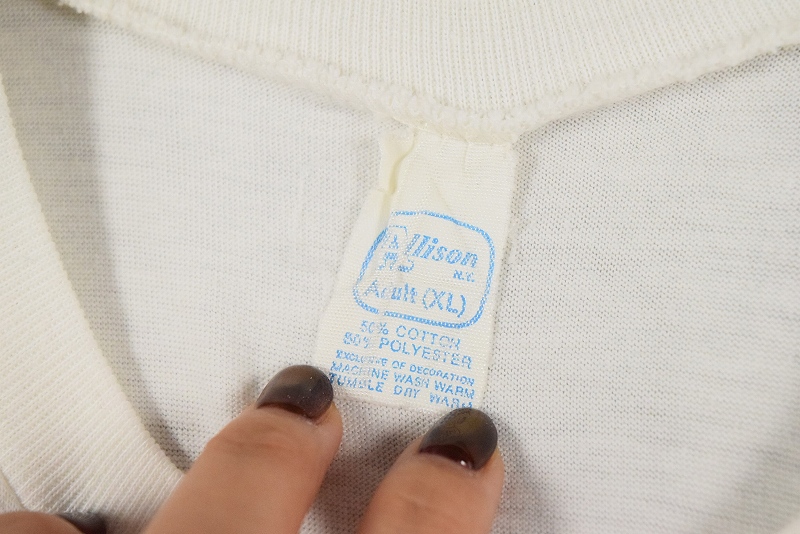 Allison
N.Y.
Adult (XL)
50% COTTON
50% POLYESTER
EXCLUSIVE OF DECORATION
MACHINE WASH WARM
TUMBLE DRY WARM